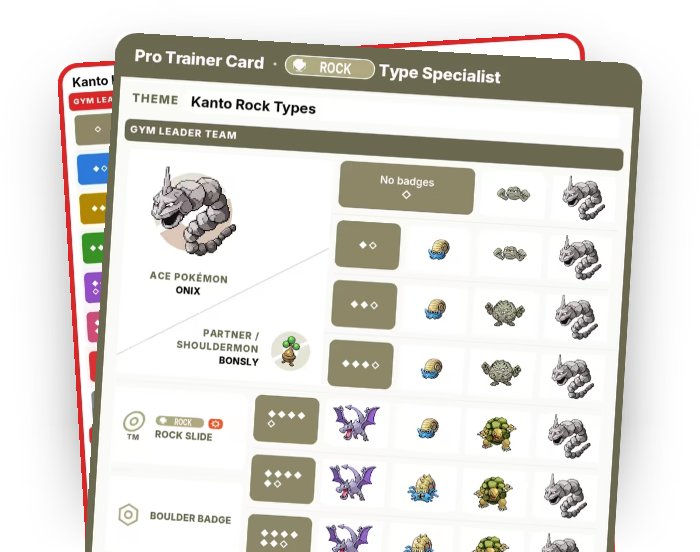 Pro Trainer Card · ROCK Type Specialist
Kanto
GYM LEA
THEME Kanto Rock Types
GYM LEADER TEAM
No badges
ACE POKÉMON
ONIX
PARTNER /
SHOULDERMON
BONSLY
TM
ROCK
ROCK SLIDE
BOULDER BADGE